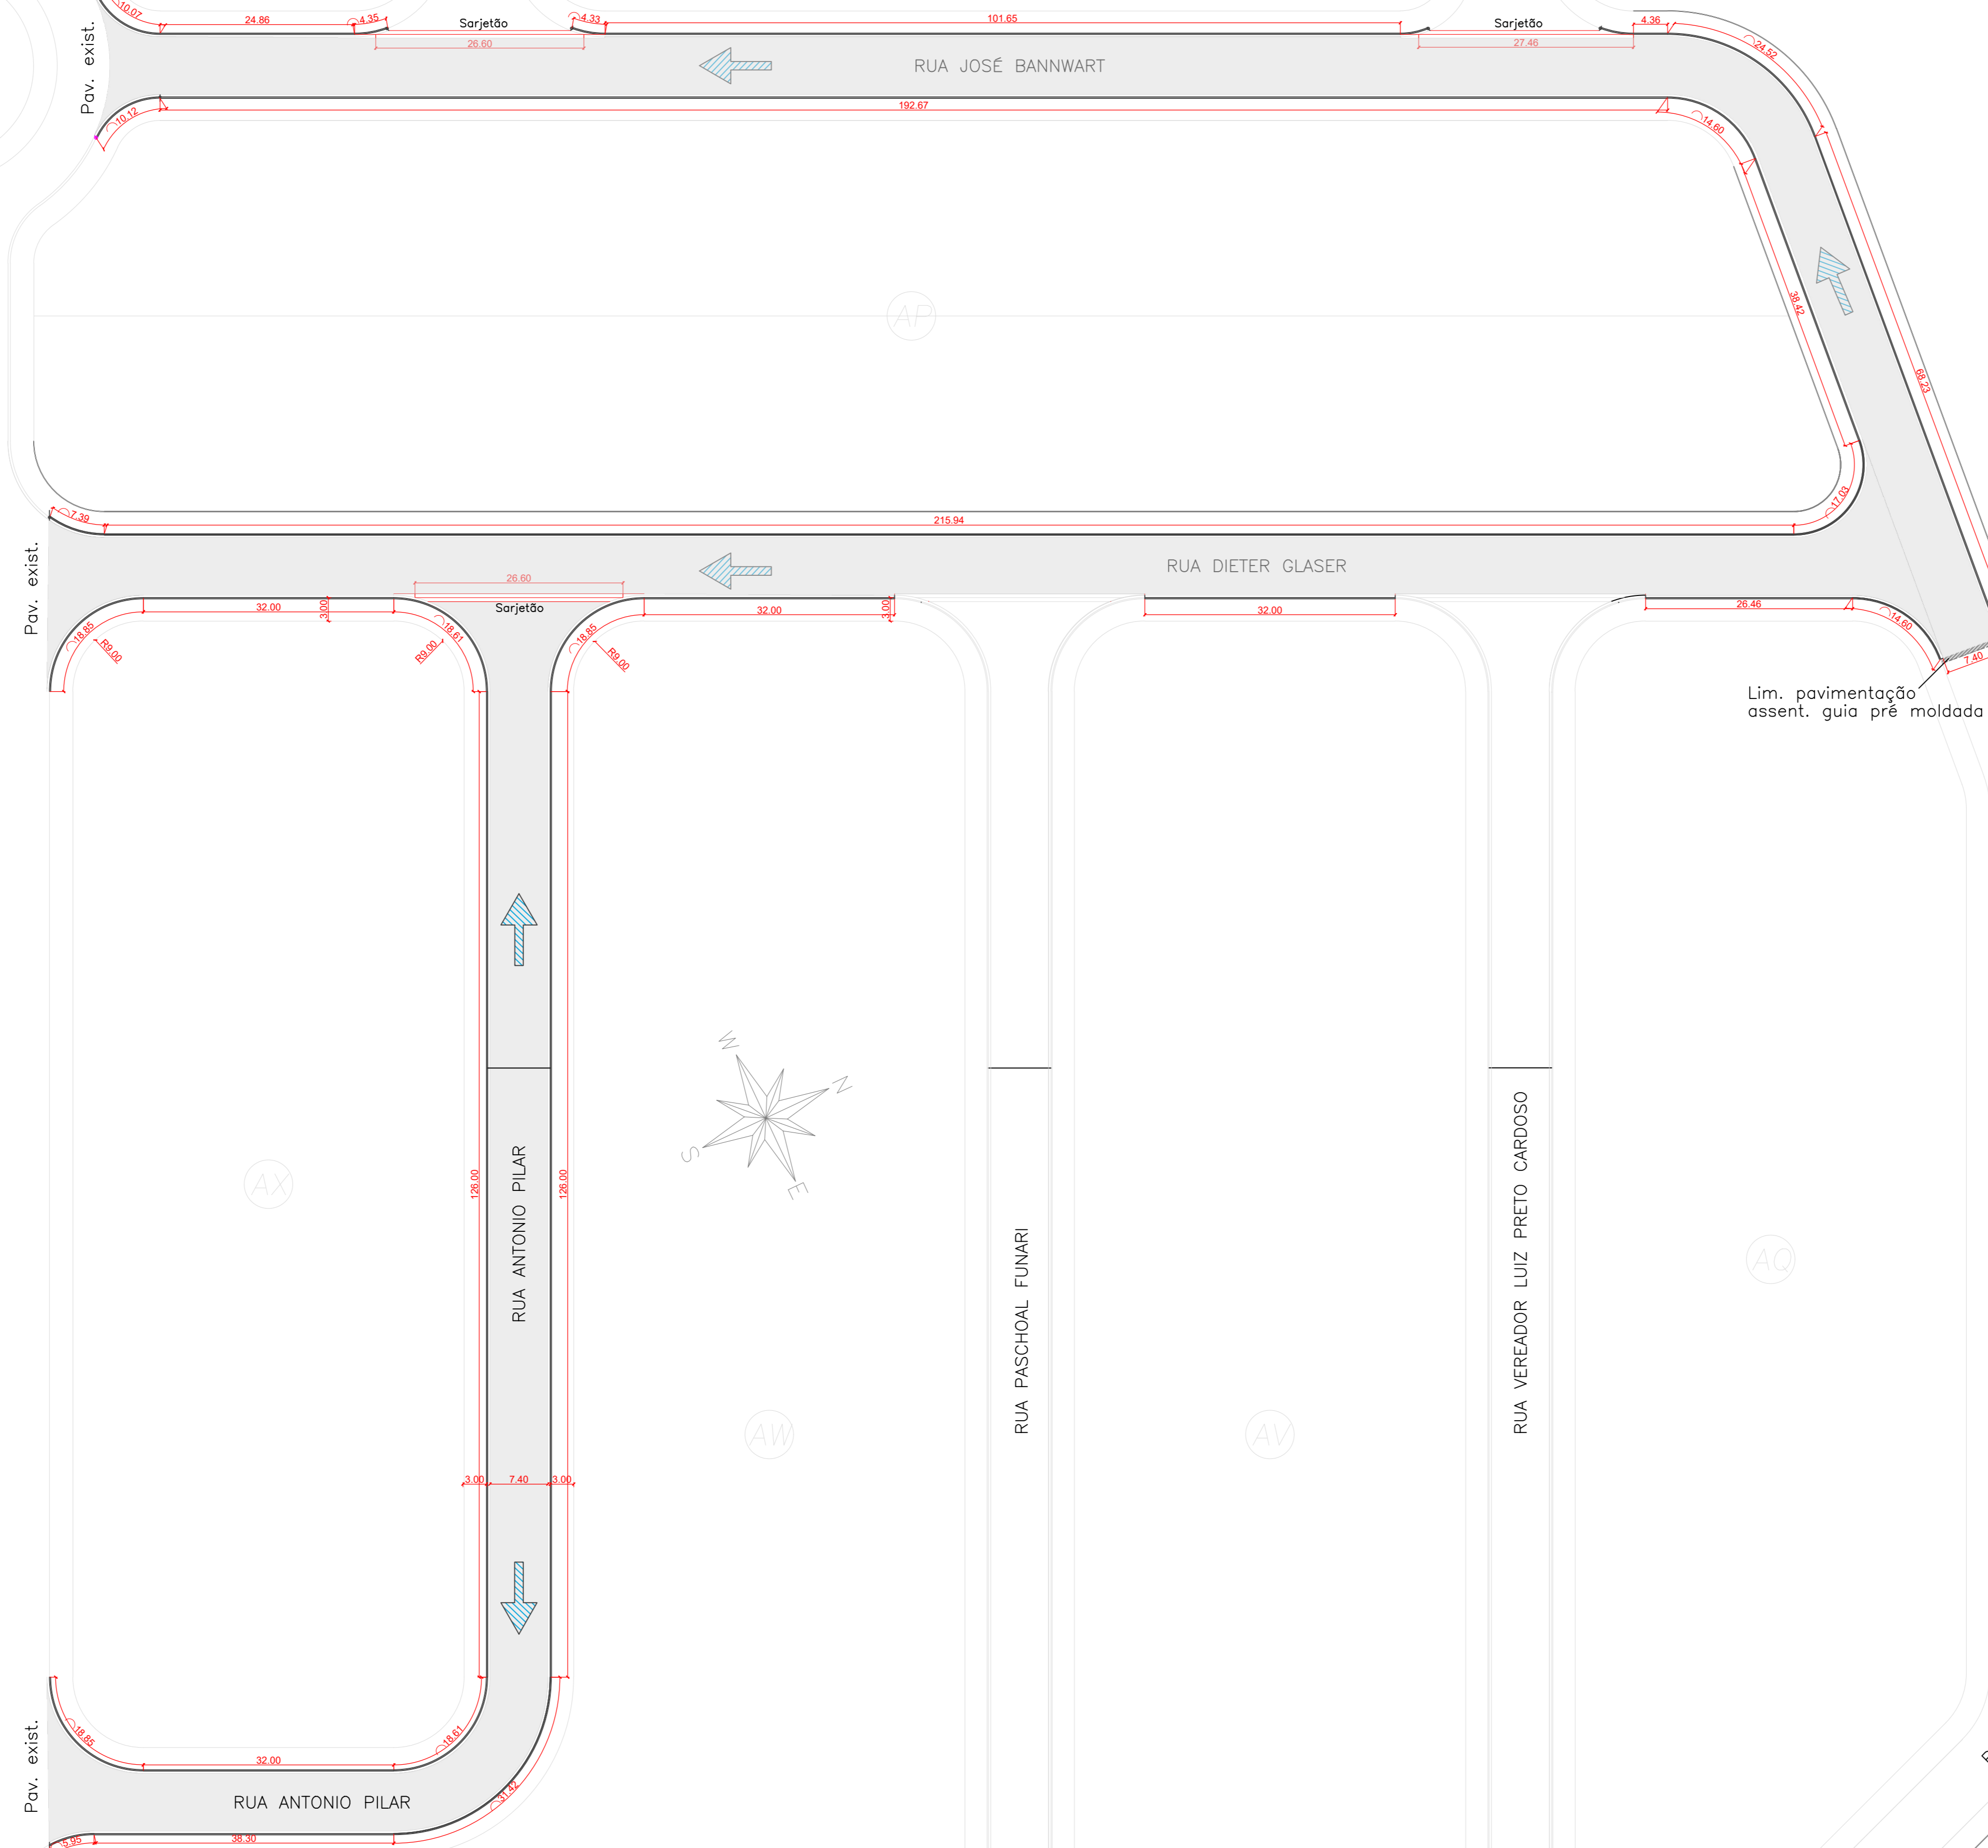 10.07
24.86
4.35
Sarjetão
26.60
4.33
101.65
Sarjetão
27.46
4.36
24.52
Pav. exist.
RUA JOSÉ BANNWART
10.12
192.67
14.60
AP
38.42
68.23
7.39
215.94
17.03
Pav. exist.
RUA DIETER GLASER
26.60
Sarjetão
32.00
3.00
32.00
3.00
32.00
26.46
14.60
18.85
R9.00
R9.00
18.61
18.85
R9.00
7.40
Lim. pavimentação
assent. guia pré moldada
W
N
S
E
AX
126.00
RUA ANTONIO PILAR
126.00
RUA PASCHOAL FUNARI
RUA VEREADOR LUIZ PRETO CARDOSO
AQ
AW
AV
3.00
7.40
3.00
Pav. exist.
18.85
32.00
18.61
31.42
RUA ANTONIO PILAR
5.95
38.30